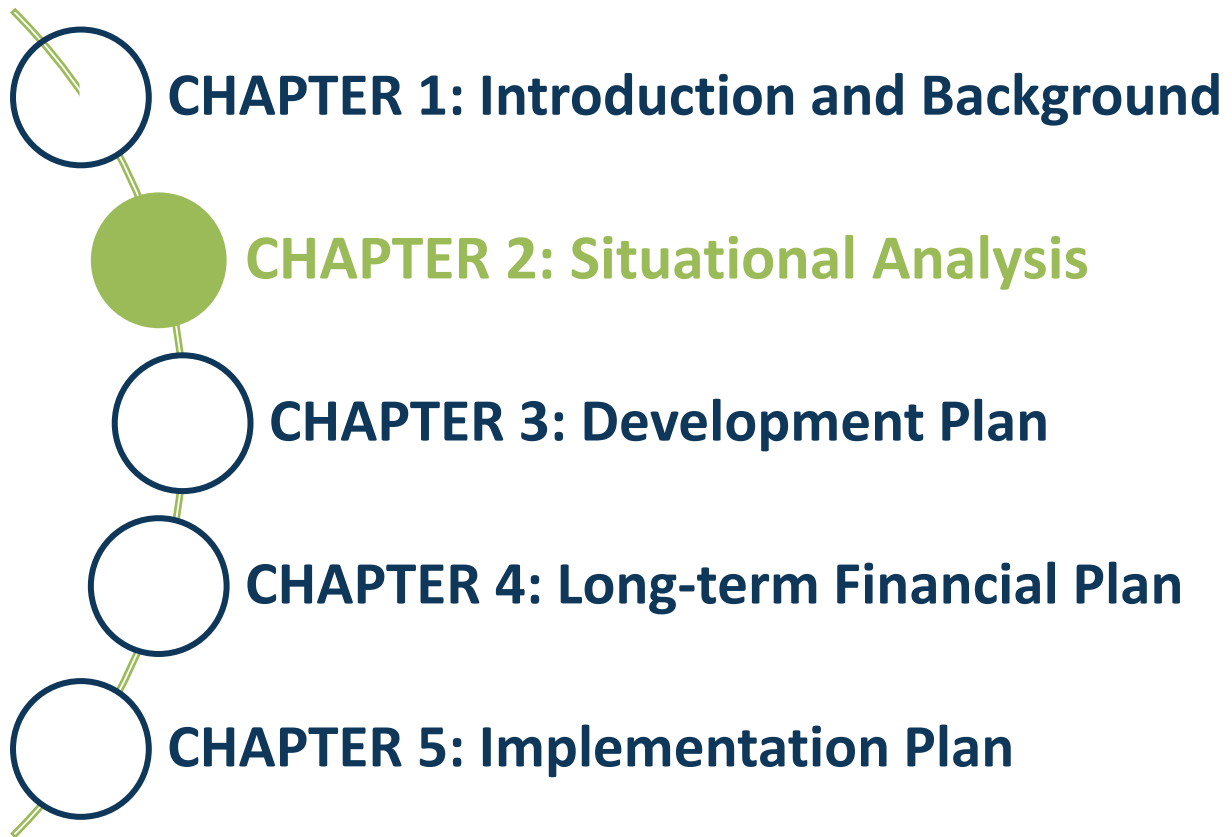 CHAPTER 1: Introduction and Background
CHAPTER 2: Situational Analysis
CHAPTER 3: Development Plan
CHAPTER 4: Long-term Financial Plan
CHAPTER 5: Implementation Plan